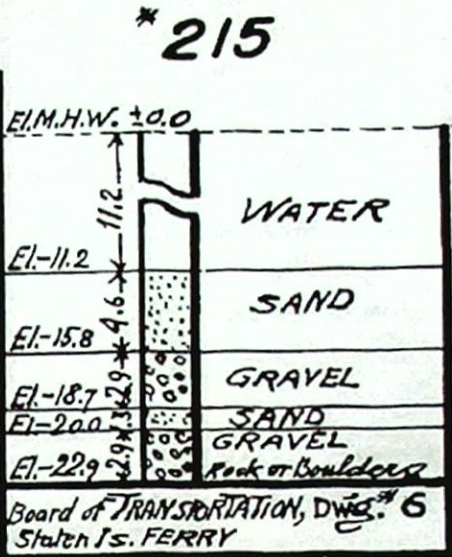 #215
El.M.H.W. ±0.0
11.2
WATER
El.-11.2
4.6
SAND
El.-15.8
2.9
GRAVEL
El.-18.7
1.3
SAND
El.-20.0
GRAVEL
2.9
El.-22.9
Rock or Boulders
Board of TRANSPORTATION, Dwg. # 6
Staten Is. FERRY